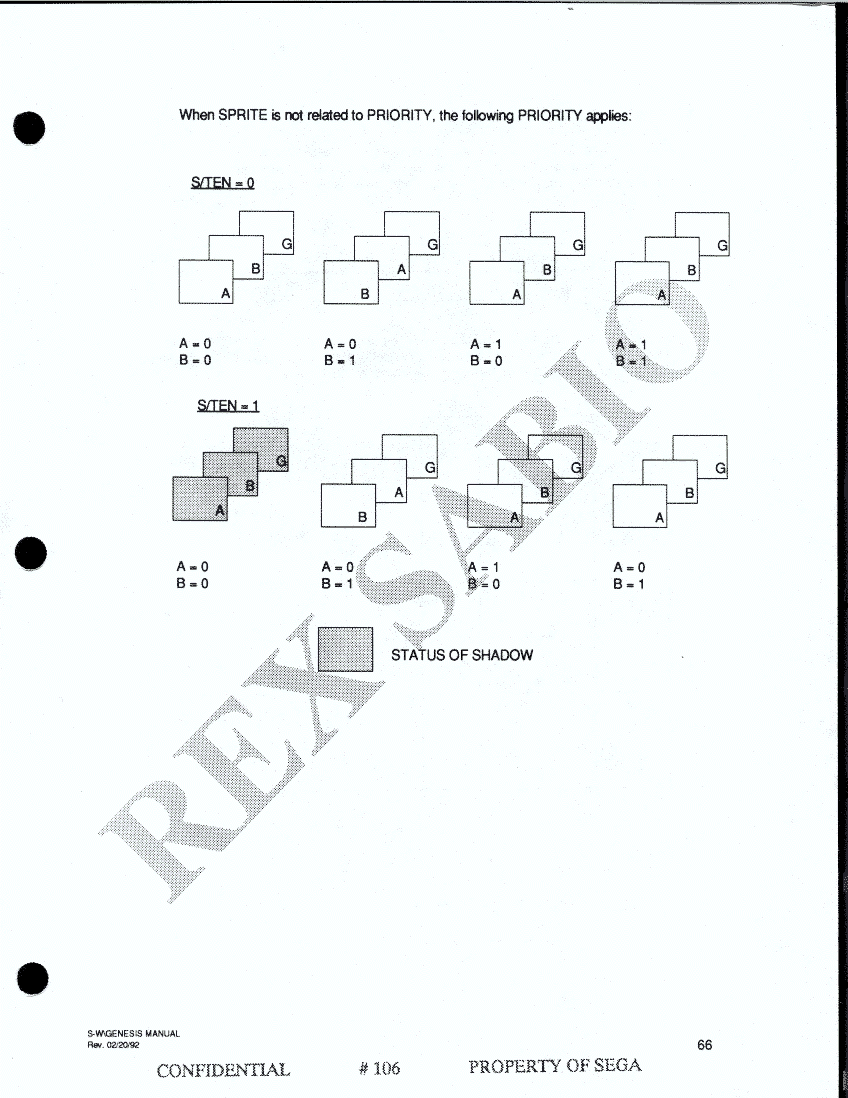 When SPRITE is not related to PRIORITY, the following PRIORITY applies:
S/TEN = 0
G G G G
B A B B
A B A A
A = 0 A = 0 A = 1 A = 1
B = 0 B = 1 B = 0 B = 1
S/TEN = 1
G G G G
B A B B
A B A A
A = 0 A = 0 A = 1 A = 0
B = 0 B = 1 B = 0 B = 1
STATUS OF SHADOW
REX SABIO
S-W\GENESIS MANUAL
Rev. 02/20/92
66
CONFIDENTIAL # 106 PROPERTY OF SEGA